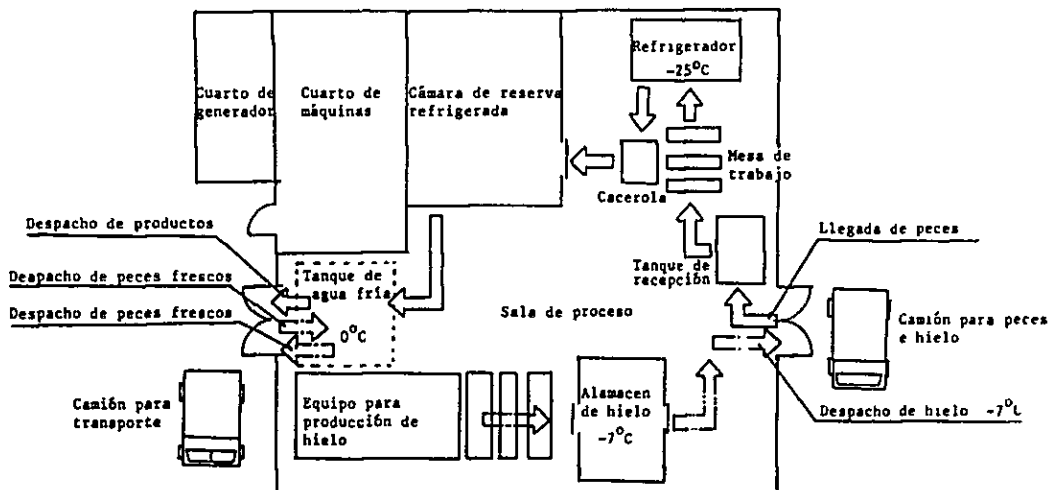 Refrigerador
-25°C
Cuarto de
generador
Cuarto de
máquinas
Cámara de reserva
refrigerada
Mesa de
trabajo
Cacerola
Despacho de productos
Llegada de peces
Despacho de peces frescos
Tanque de
agua fría
Tanque de
recepción
Despacho de peces frescos
0°C
Sala de proceso
Camión para peces
e hielo
Camión para
transporte
Equipo para
producción de
hielo
Alamacen
de hielo
-7°C
Despacho de hielo -7°C